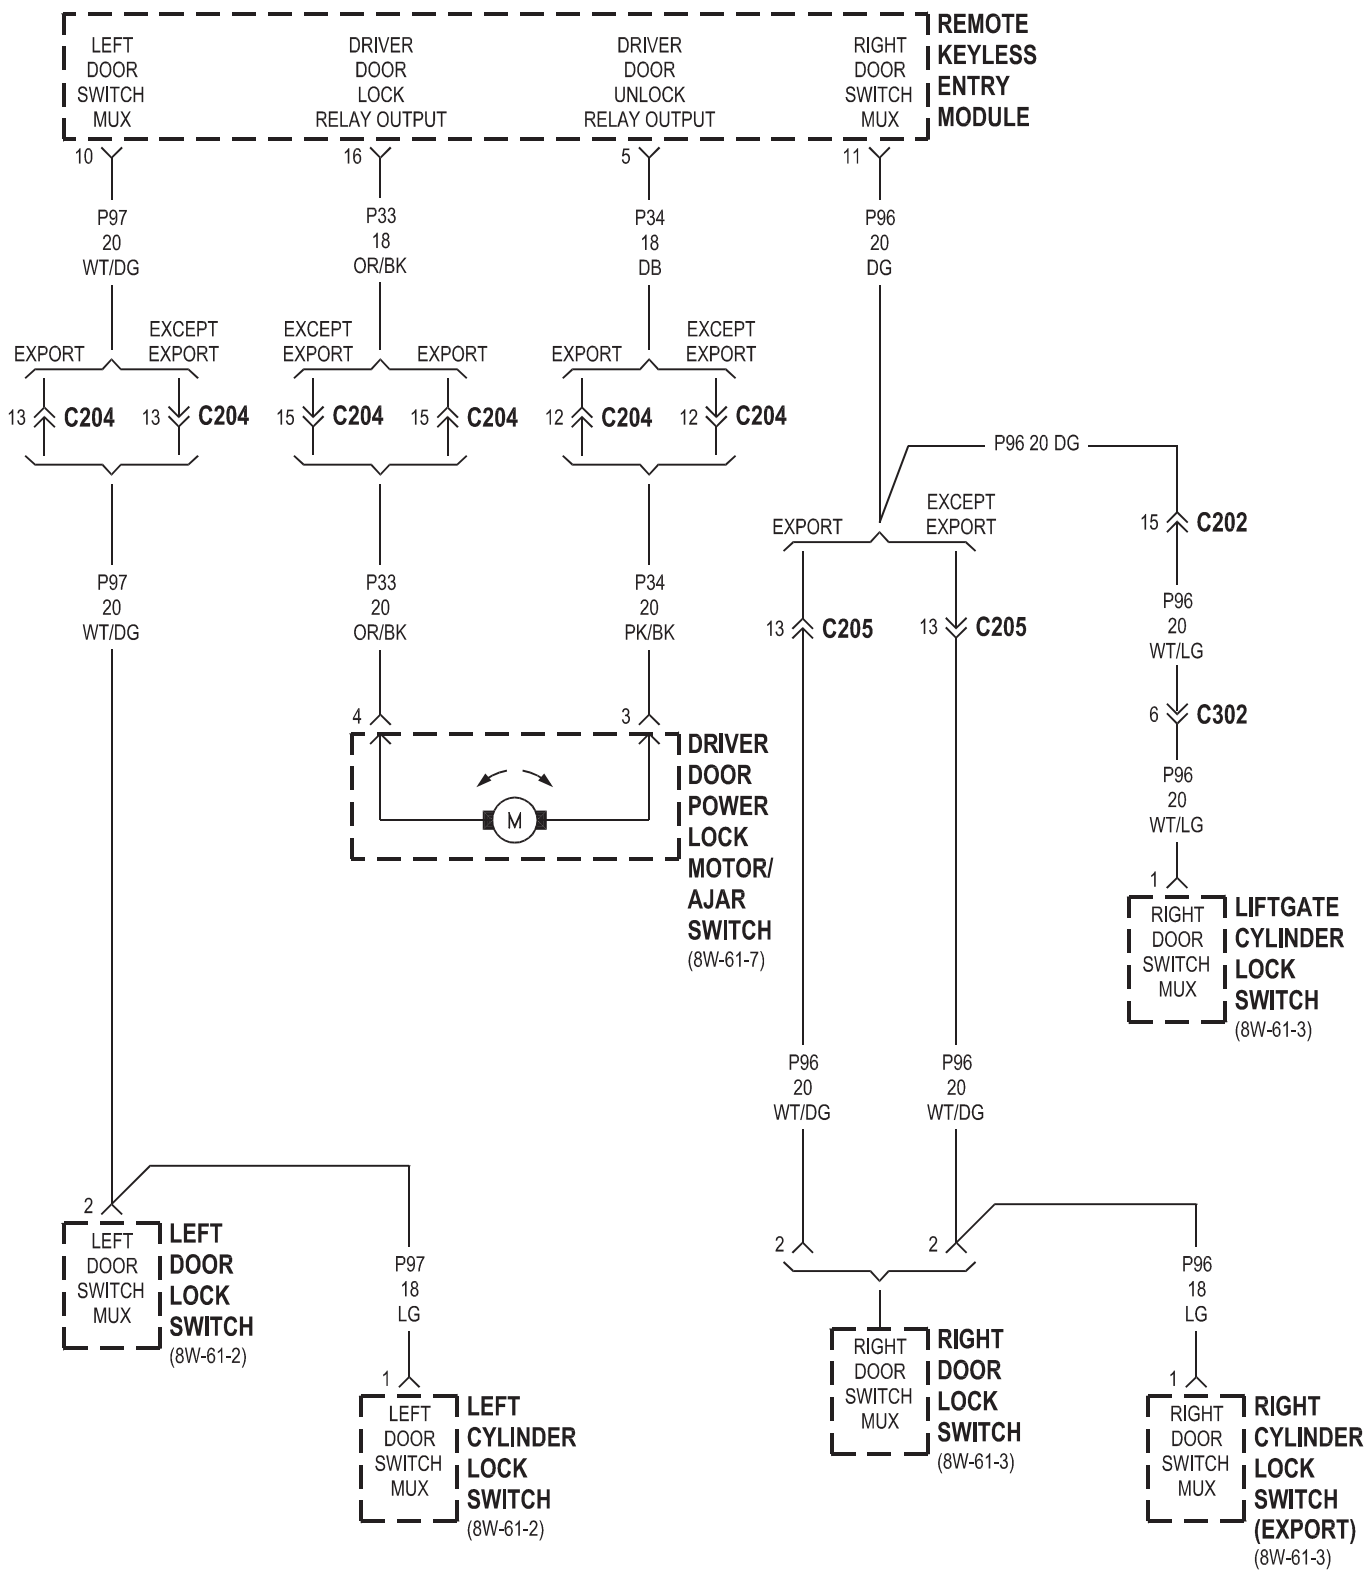 LEFT
DOOR
SWITCH
MUX
DRIVER
DOOR
LOCK
RELAY OUTPUT
DRIVER
DOOR
UNLOCK
RELAY OUTPUT
RIGHT
DOOR
SWITCH
MUX
REMOTE
KEYLESS
ENTRY
MODULE
10
16
5
11
P97
20
WT/DG
P33
18
OR/BK
P34
18
DB
P96
20
DG
EXPORT
EXCEPT
EXPORT
EXCEPT
EXPORT
EXPORT
EXPORT
EXCEPT
EXPORT
13 C204
13 C204
15 C204
15 C204
12 C204
12 C204
P96 20 DG
EXPORT
EXCEPT
EXPORT
15 C202
P97
20
WT/DG
P33
20
OR/BK
P34
20
PK/BK
13 C205
13 C205
P96
20
WT/LG
6 C302
P96
20
WT/LG
4
3
M
DRIVER
DOOR
POWER
LOCK
MOTOR/
AJAR
SWITCH
(8W-61-7)
1
RIGHT
DOOR
SWITCH
MUX
LIFTGATE
CYLINDER
LOCK
SWITCH
(8W-61-3)
P96
20
WT/DG
P96
20
WT/DG
2
LEFT
DOOR
SWITCH
MUX
LEFT
DOOR
LOCK
SWITCH
(8W-61-2)
P97
18
LG
1
LEFT
DOOR
SWITCH
MUX
LEFT
CYLINDER
LOCK
SWITCH
(8W-61-2)
2
2
RIGHT
DOOR
SWITCH
MUX
RIGHT
DOOR
LOCK
SWITCH
(8W-61-3)
P96
18
LG
1
RIGHT
DOOR
SWITCH
MUX
RIGHT
CYLINDER
LOCK
SWITCH
(EXPORT)
(8W-61-3)